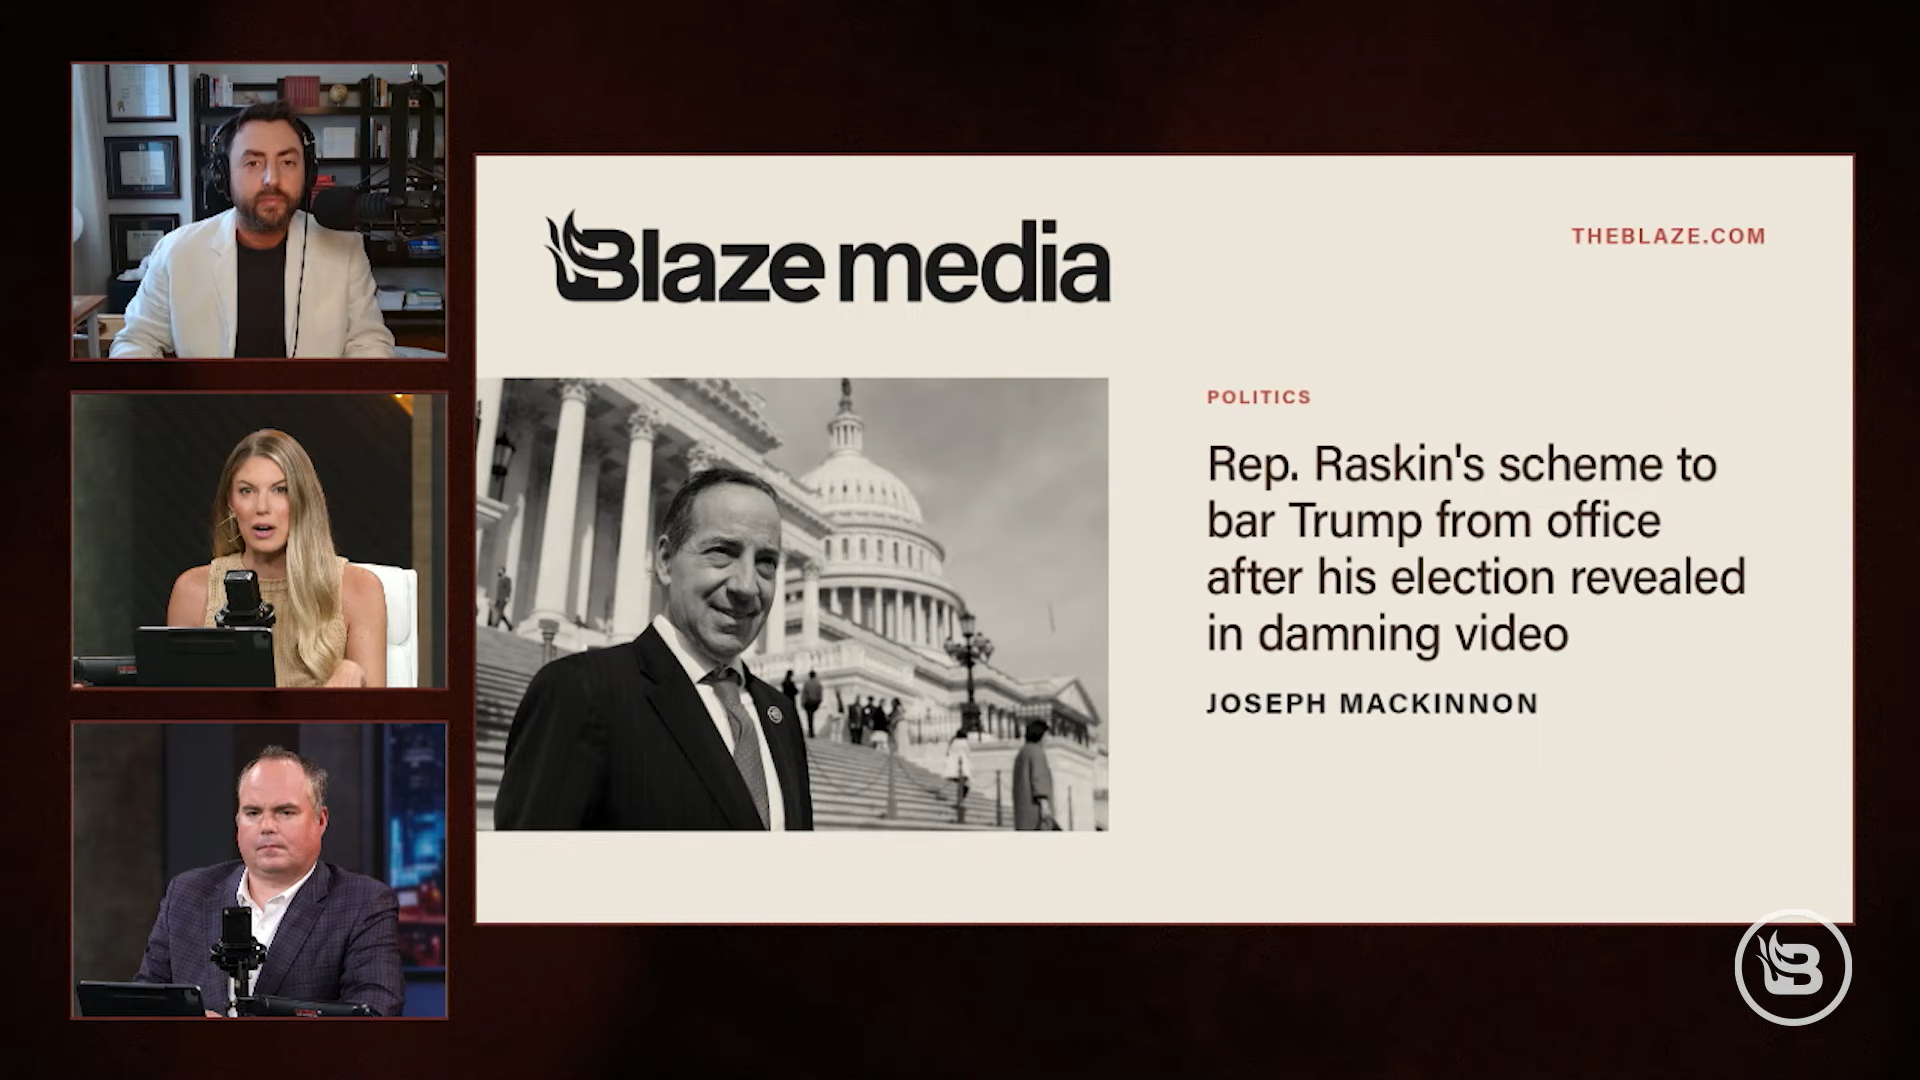 Blaze media
THEBLAZE.COM
POLITICS
Rep. Raskin's scheme to
bar Trump from office
after his election revealed
in damning video
JOSEPH MACKINNON
B